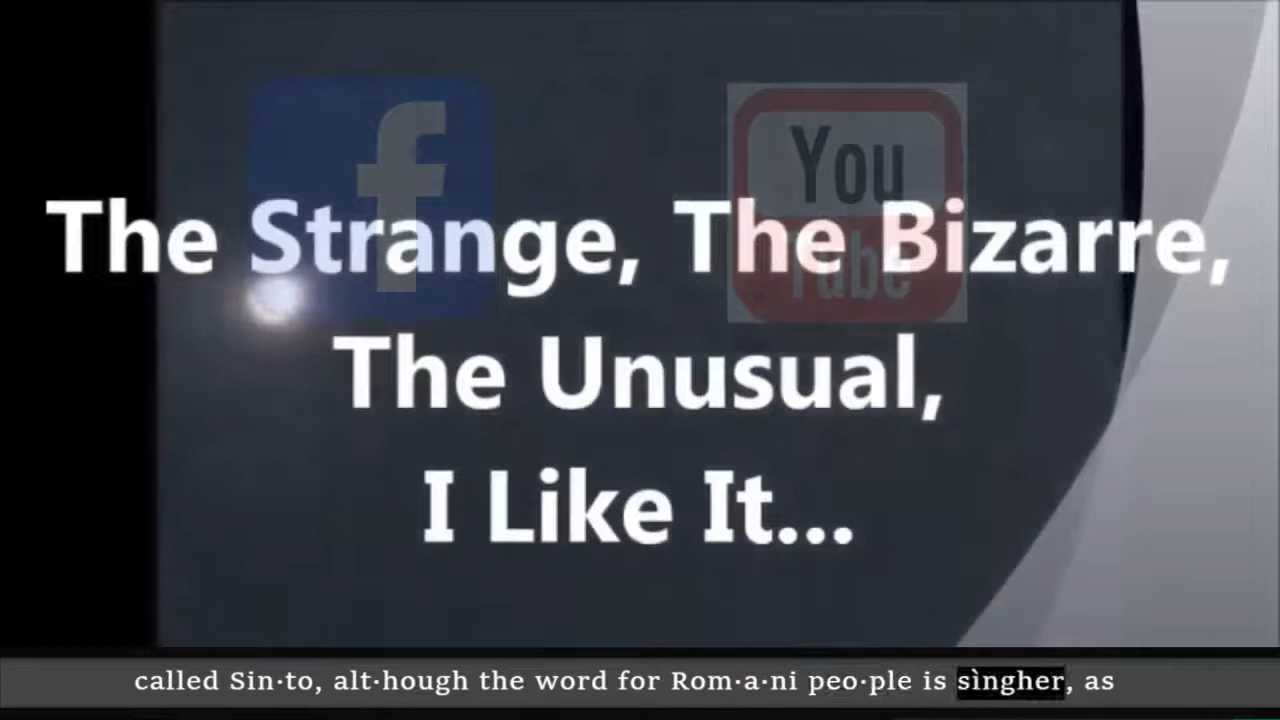 You
Tube
The Strange, The Bizarre,
The Unusual,
I Like It...
called Sin·to, alt·hough the word for Rom·a·ni peo·ple is sìngher, as